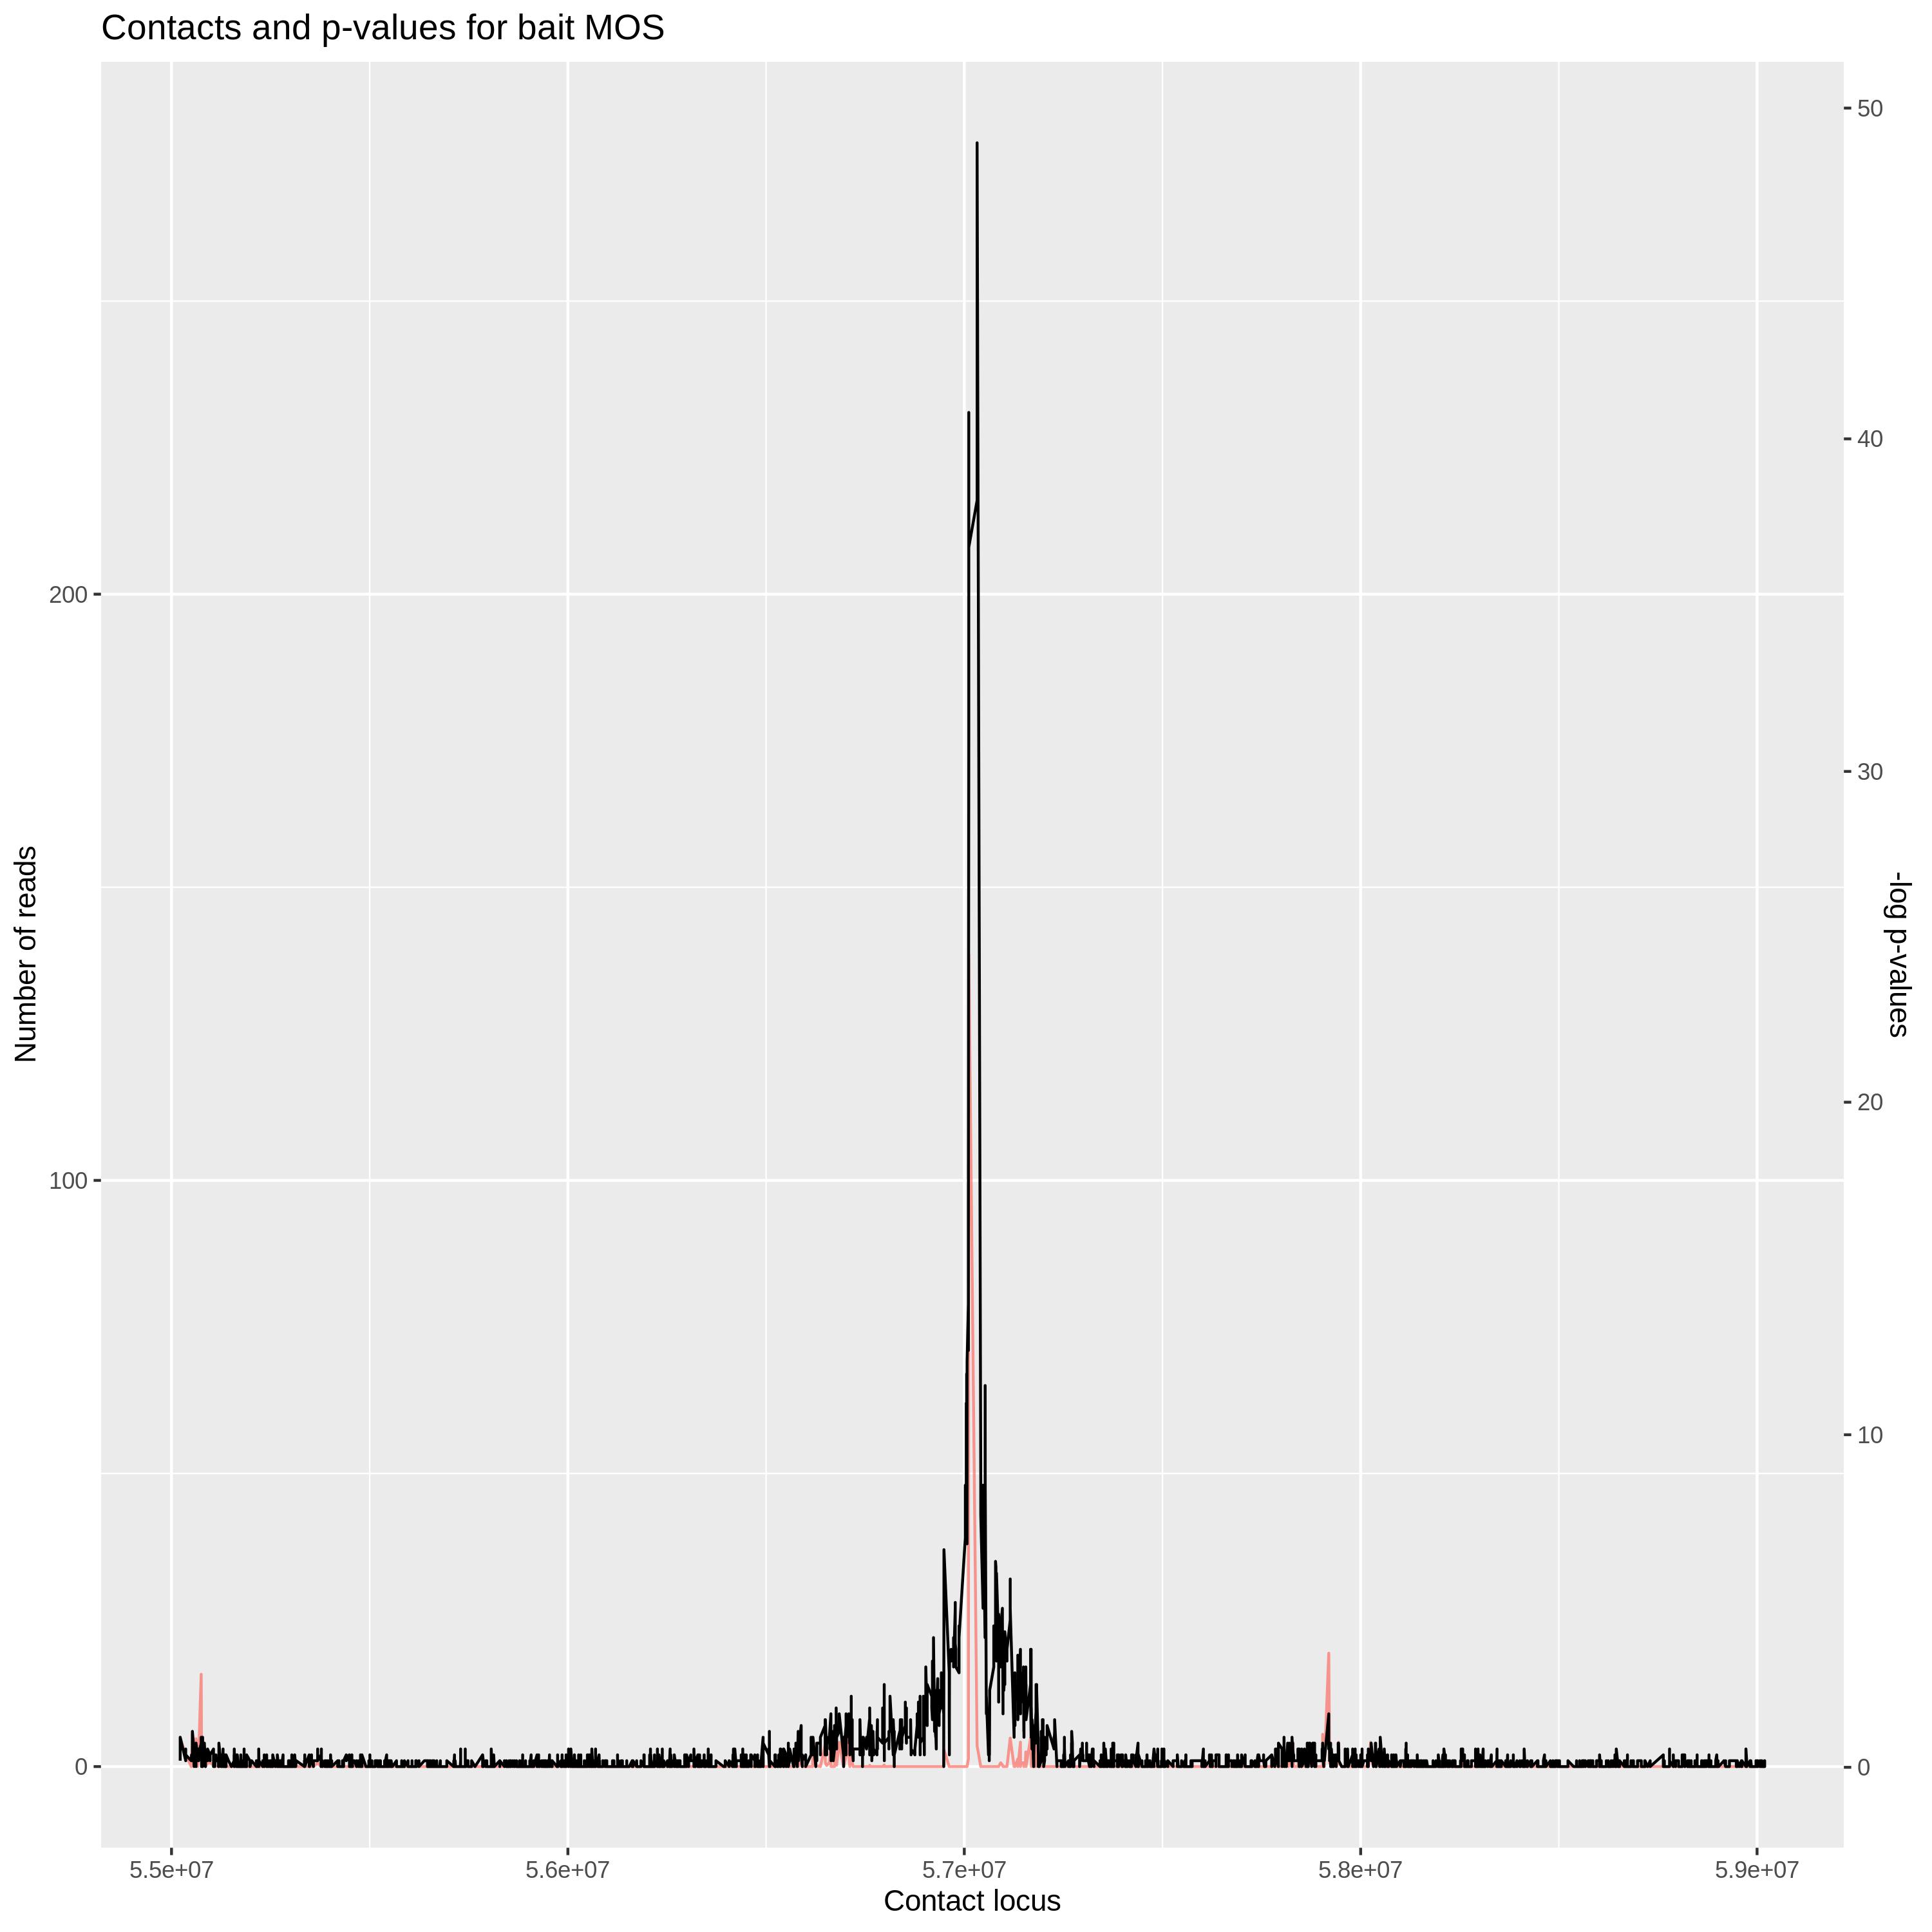 Contacts and p-values for bait MOS
50
40
200
30
Number of reads
-log p-values
20
100
10
0
0
5.5e+07
5.6e+07
5.7e+07
5.8e+07
5.9e+07
Contact locus